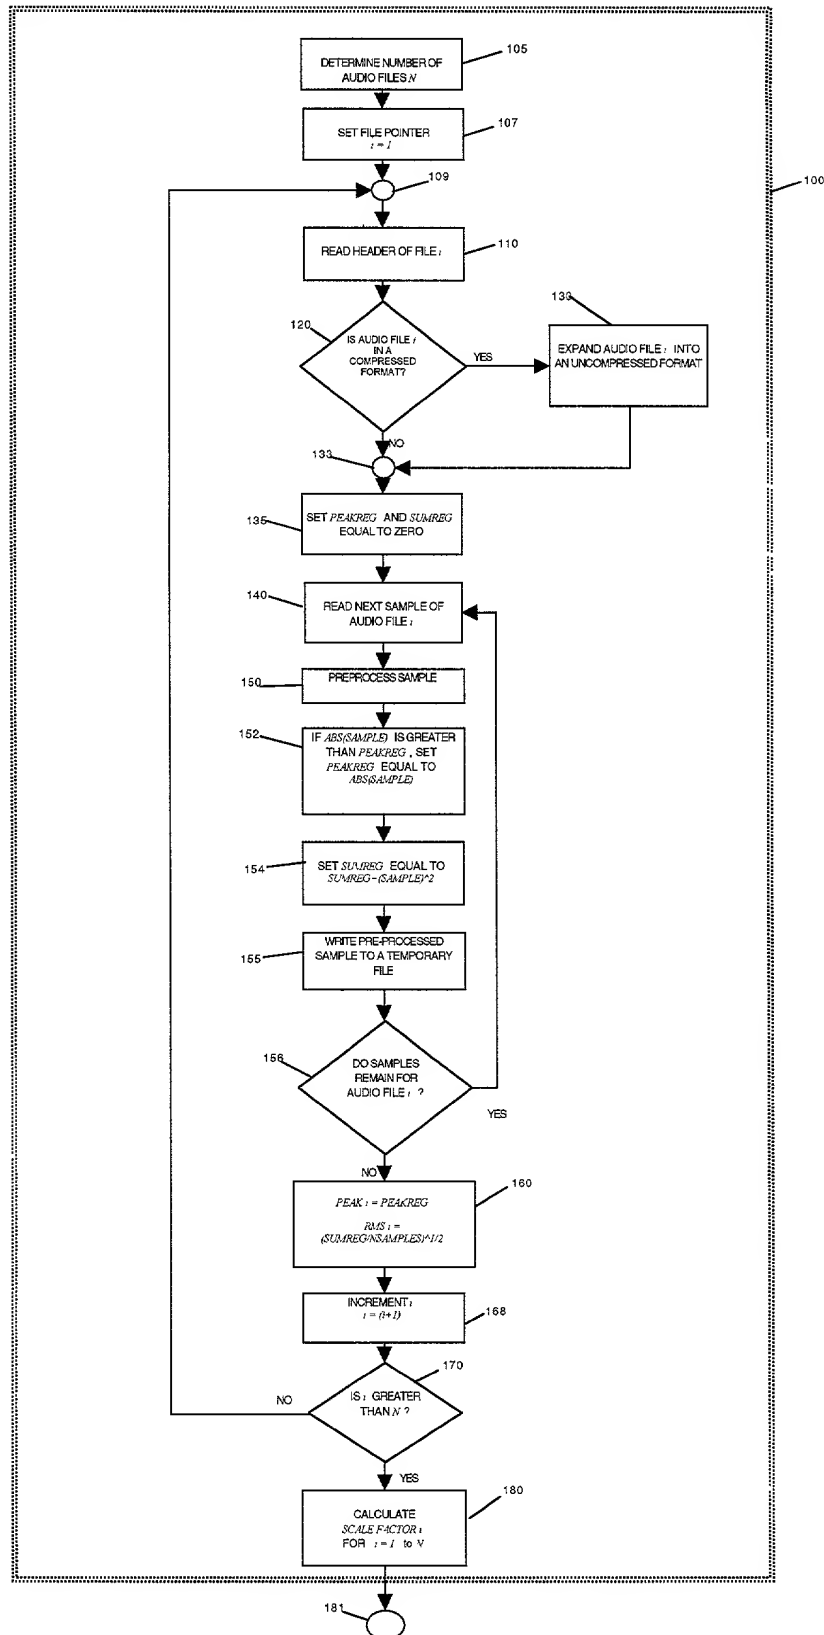 DETERMINE NUMBER OF
AUDIO FILES N
105
SET FILE POINTER
i = 1
107
109
100
READ HEADER OF FILE i
110
120
IS AUDIO FILE i
IN A
COMPRESSED
FORMAT?
YES
130
EXPAND AUDIO FILE i INTO
AN UNCOMPRESSED FORMAT
NO
133
135
SET PEAKREG AND SUMREG
EQUAL TO ZERO
140
READ NEXT SAMPLE OF
AUDIO FILE i
150
PREPROCESS SAMPLE
152
IF ABS(SAMPLE) IS GREATER
THAN PEAKREG, SET
PEAKREG EQUAL TO
ABS(SAMPLE)
154
SET SUMREG EQUAL TO
SUMREG+(SAMPLE)^2
155
WRITE PRE-PROCESSED
SAMPLE TO A TEMPORARY
FILE
156
DO SAMPLES
REMAIN FOR
AUDIO FILE i ?
YES
NO
160
PEAK i = PEAKREG
RMS i =
(SUMREG/NSAMPLES)^1/2
INCREMENT i
i = (i+1)
168
170
IS i GREATER
THAN N ?
NO
YES
180
CALCULATE
SCALE FACTOR i
FOR i = 1 to N
181